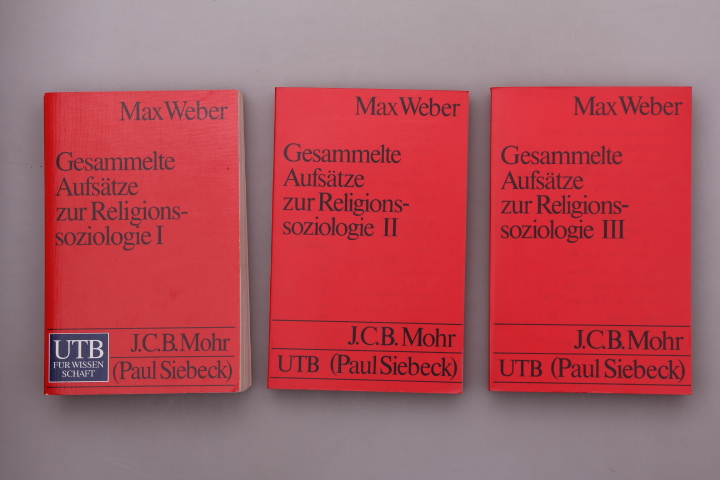 Max Weber
Gesammelte
Aufsätze
zur Religions-
soziologie I
UTB
FÜR WISSEN
SCHAFT
J.C.B. Mohr
(Paul Siebeck)
Max Weber
Gesammelte
Aufsätze
zur Religions-
soziologie II
J.C.B. Mohr
UTB (Paul Siebeck)
Max Weber
Gesammelte
Aufsätze
zur Religions-
soziologie III
J.C.B. Mohr
UTB (Paul Siebeck)